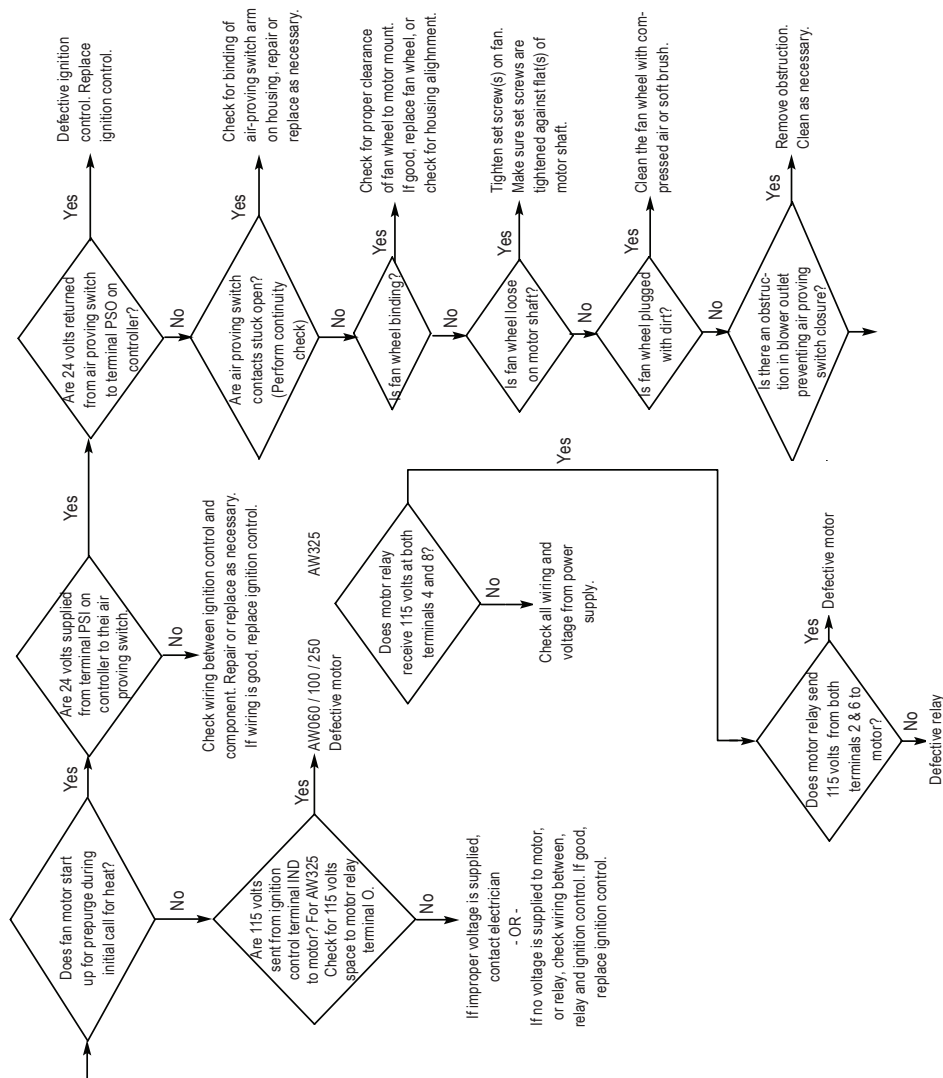 Does fan motor start
up for prepurge during
initial call for heat?
Yes
No
Are 24 volts supplied
from terminal PSI on
controller to thei air
proving switch,
Yes
No
Check wiring between ignition control and
component. Repair or replace as necessary.
If wiring is good, replace ignition control.
Are 24 volts returned
from air proving switch
to terminal PSO on
controller?
Yes
Defective ignition
control. Replace
ignition control.
No
Are air proving switch
contacts stuck open?
(Perform continuity
check)
Yes
Check for binding of
air-proving switch arm
on housing, repair or
replace as necessary.
No
Is fan wheel binding?
Yes
Check for proper clearance
of fan wheel to motor mount.
If good, replace fan wheel, or
check for housing alighnment.
No
Is fan wheel loose
on motor shaft?
Yes
Tighten set screw(s) on fan.
Make sure set screws are
tightened against flat(s) of
motor shaft.
No
Is fan wheel plugged
with dirt?
Yes
Clean the fan wheel with com-
pressed air or soft brush.
No
Is there an obstruc-
tion in blower outlet
preventing air proving
switch closure?
Yes
Remove obstruction.
Clean as necessary.
Are 115 volts
sent from ignition
control terminal IND
to motor? For AW325
Check for 115 volts
space to motor relay
terminal O.
Yes
AW060 / 100 / 250
Defective motor
No
If improper voltage is supplied,
contact electrician
- OR -
If no voltage is supplied to motor,
or relay, check wiring between,
relay and ignition control. If good,
replace ignition control.
AW325
Does motor relay
receive 115 volts at both
terminals 4 and 8?
Yes
No
Check all wiring and
voltage from power
supply.
Does motor relay send
115 volts from both
terminals 2 & 6 to
motor?
Yes
Defective motor
No
Defective relay